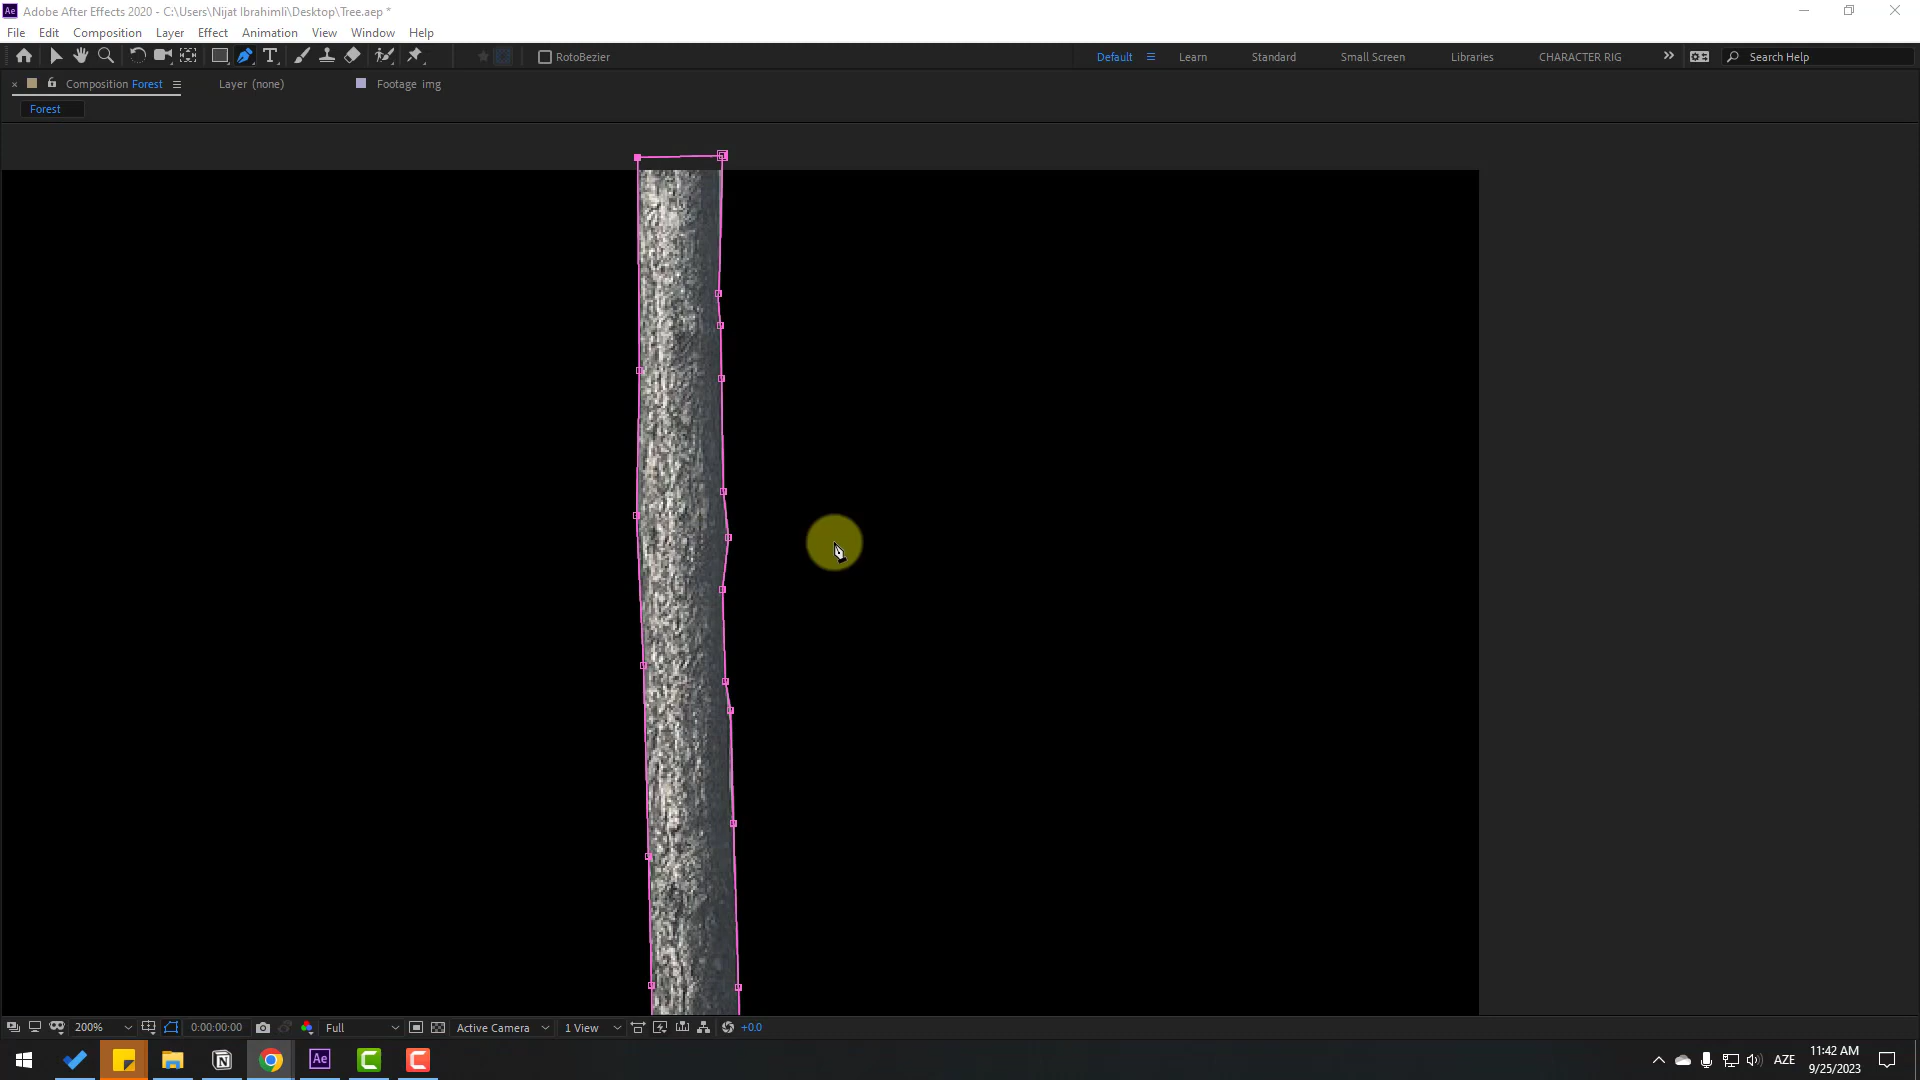 Ae Adobe After Effects 2020 - C:\Users\Nijat Ibrahimli\Desktop\Tree.aep *
File Edit Composition Layer Effect Animation View Window Help
RotoBezier Default Learn Standard Small Screen Libraries CHARACTER RIG Search Help
Composition Forest Layer (none) Footage img
Forest
200% 0:00:00:00 Full Active Camera 1 View +0.0
Ae AZE 11:42 AM
9/25/2023